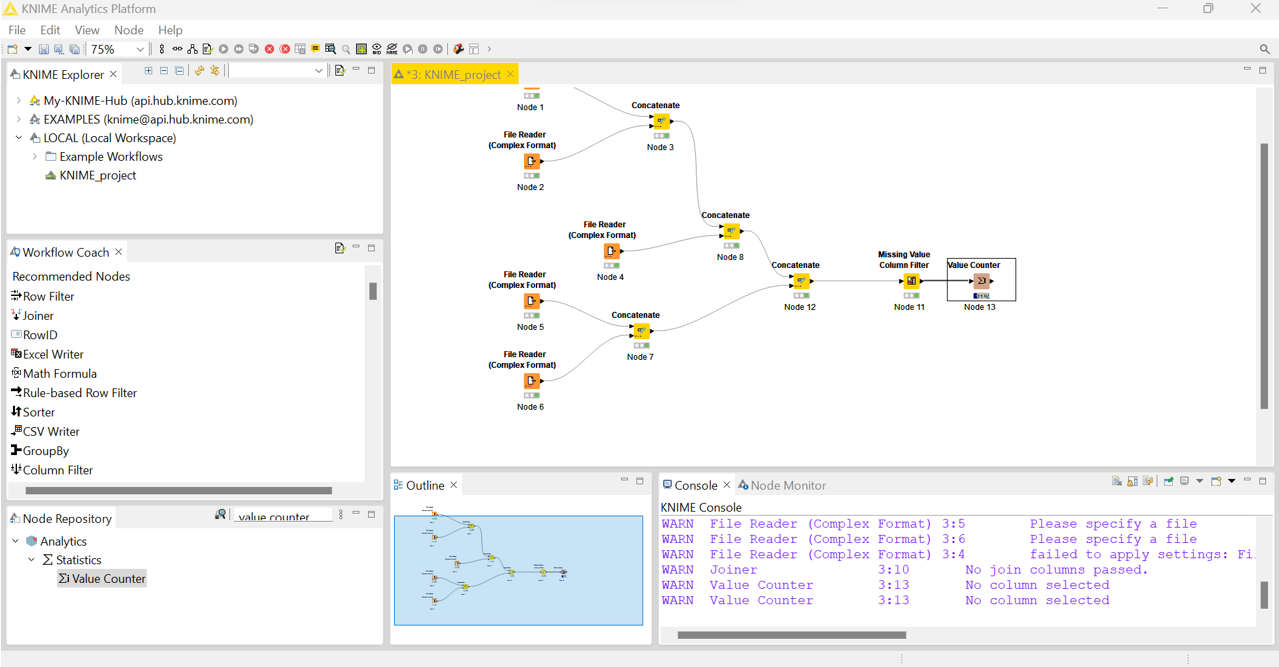 KNIME Analytics Platform
File Edit View Node Help
75%
KNIME Explorer
My-KNIME-Hub (api.hub.knime.com)
EXAMPLES (knime@api.hub.knime.com)
LOCAL (Local Workspace)
Example Workflows
KNIME_project
Workflow Coach
Recommended Nodes
Row Filter
Joiner
RowID
Excel Writer
Math Formula
Rule-based Row Filter
Sorter
CSV Writer
GroupBy
Column Filter
Node Repository
value counter
Analytics
Statistics
Value Counter
*3: KNIME_project
Node 1
Concatenate
Node 3
File Reader
(Complex Format)
Node 2
Concatenate
Node 8
File Reader
(Complex Format)
Node 4
Concatenate
Node 12
Missing Value
Column Filter
Node 11
Value Counter
Node 13
File Reader
(Complex Format)
Node 5
Concatenate
Node 7
File Reader
(Complex Format)
Node 6
Outline
Console
Node Monitor
KNIME Console
WARN File Reader (Complex Format) 3:5 Please specify a file
WARN File Reader (Complex Format) 3:6 Please specify a file
WARN File Reader (Complex Format) 3:4 failed to apply settings: Fi
WARN Joiner 3:10 No join columns passed.
WARN Value Counter 3:13 No column selected
WARN Value Counter 3:13 No column selected